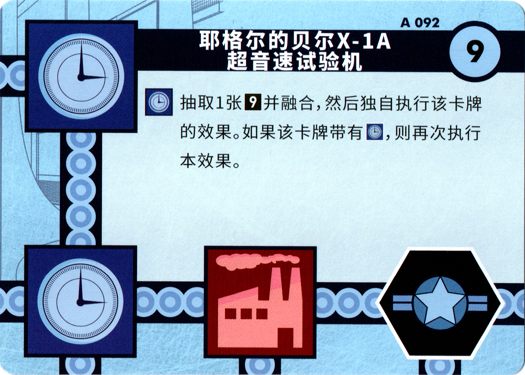 A 092
耶格尔的贝尔X-1A
超音速试验机
9
抽取1张9并融合，然后独自执行该卡牌
的效果。如果该卡牌带有，则再次执行
本效果。